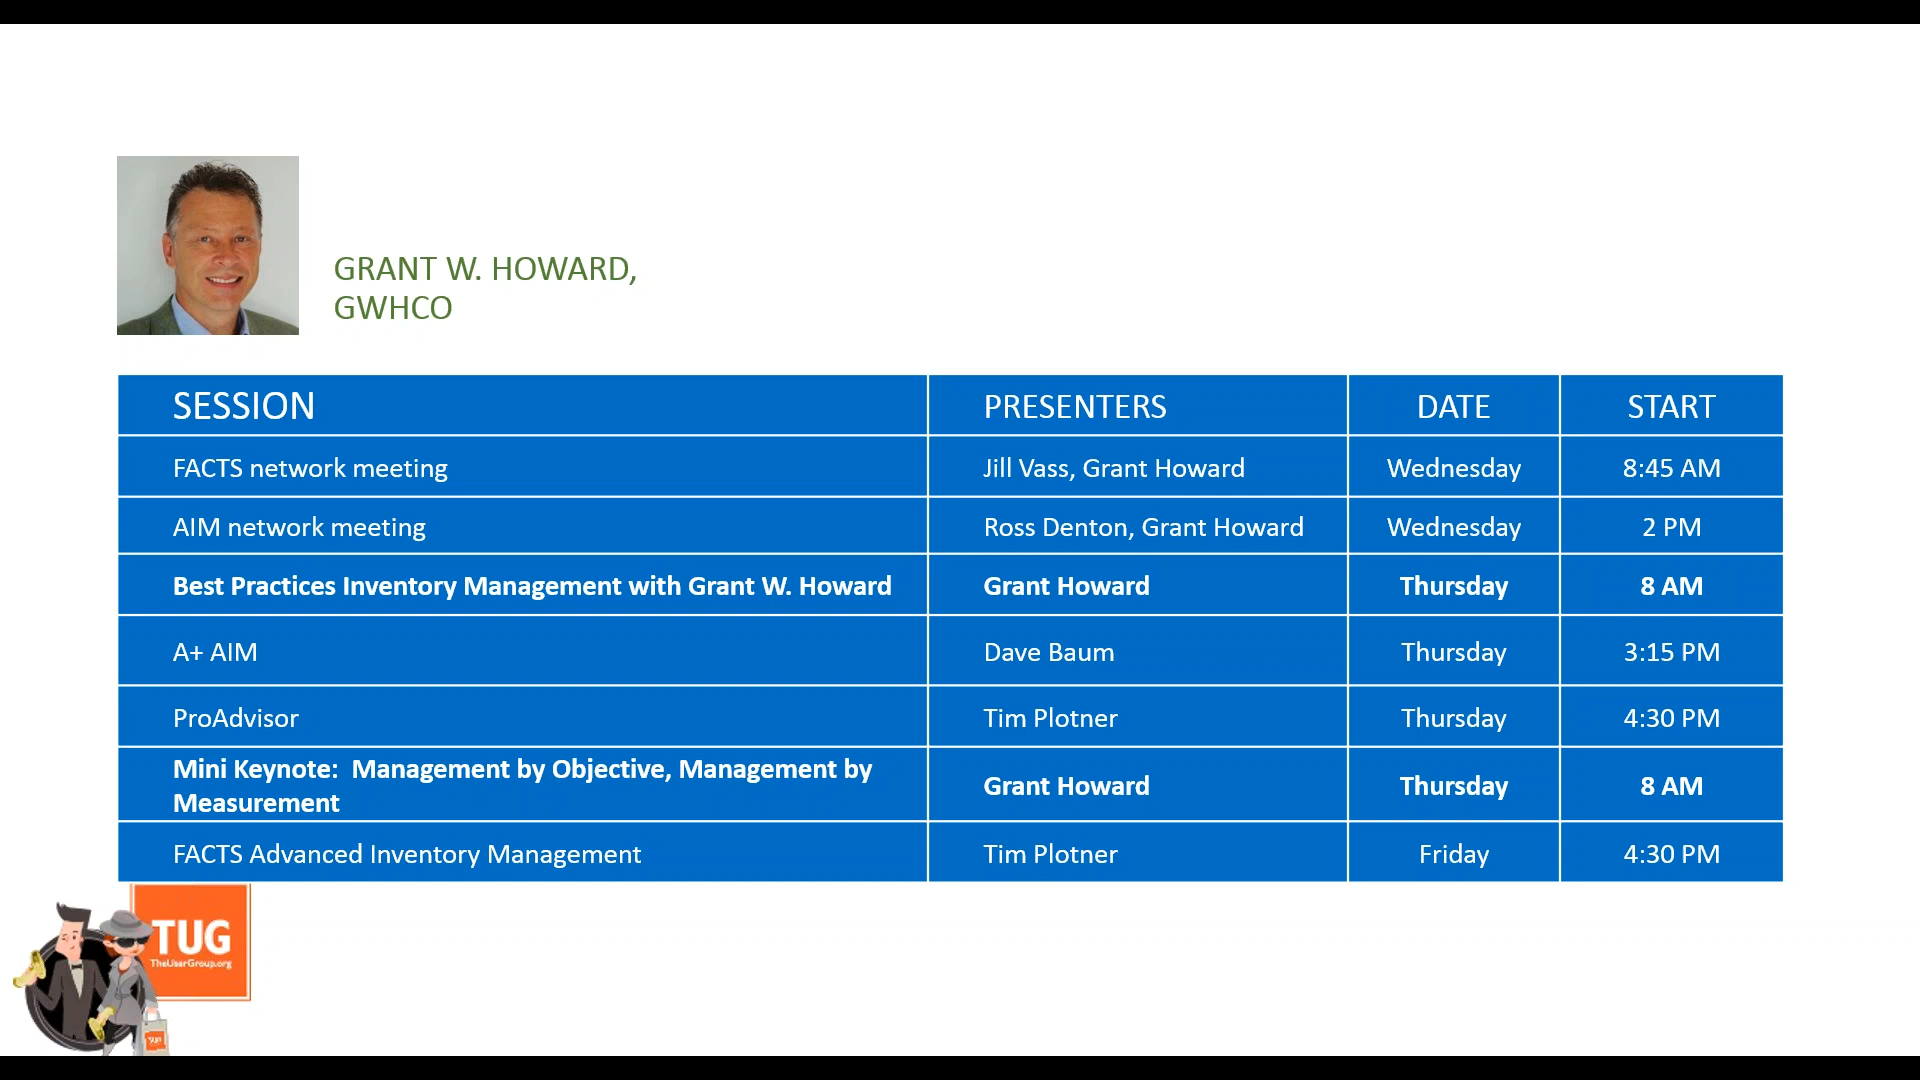 GRANT W. HOWARD,
GWHCO
SESSION PRESENTERS DATE START
FACTS network meeting Jill Vass, Grant Howard Wednesday 8:45 AM
AIM network meeting Ross Denton, Grant Howard Wednesday 2 PM
Best Practices Inventory Management with Grant W. Howard Grant Howard Thursday 8 AM
A+ AIM Dave Baum Thursday 3:15 PM
ProAdvisor Tim Plotner Thursday 4:30 PM
Mini Keynote: Management by Objective, Management by
Measurement Grant Howard Thursday 8 AM
FACTS Advanced Inventory Management Tim Plotner Friday 4:30 PM
TUG
TheUserGroup.org
TUG